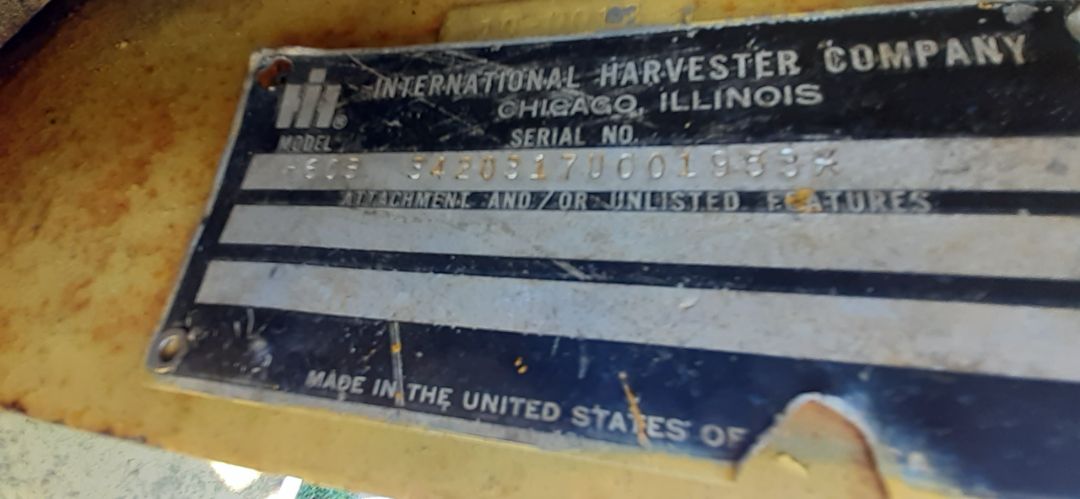 INTERNATIONAL HARVESTER COMPANY
IH®
CHICAGO, ILLINOIS
MODEL SERIAL NO.
ATTACHMENT AND/OR UNLISTED FEATURES
MADE IN THE UNITED STATES OF